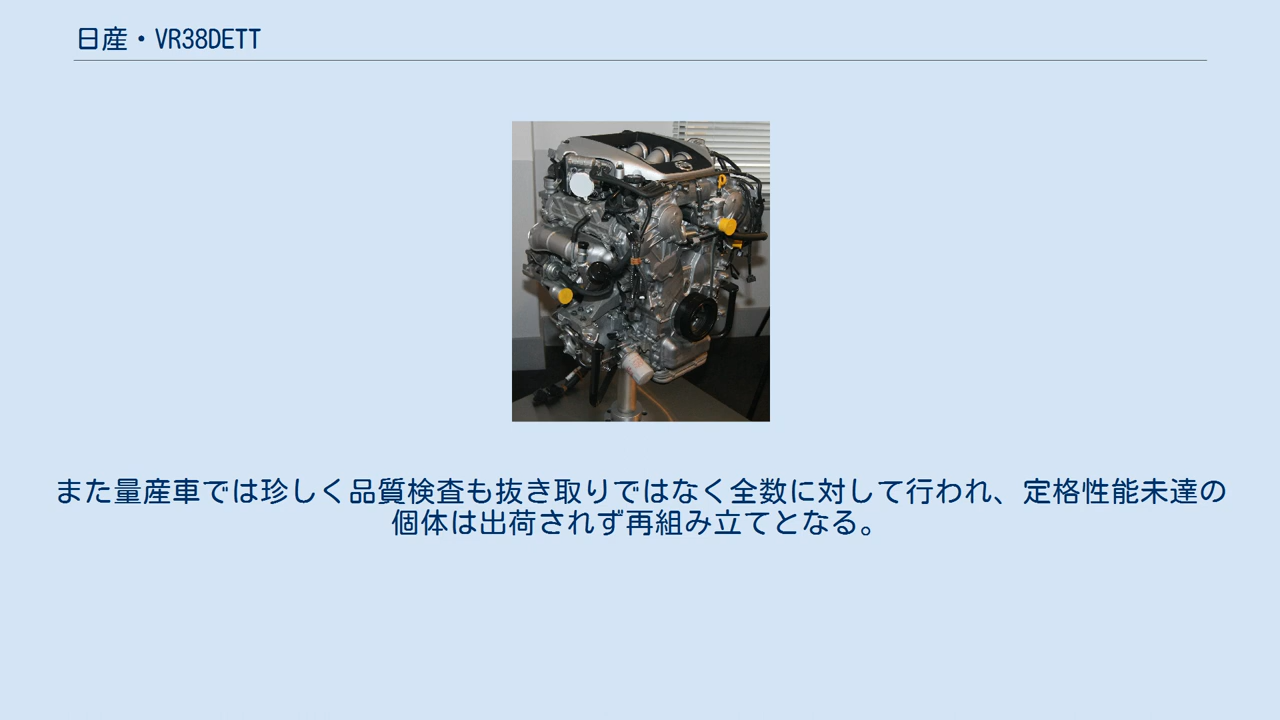 日産・VR38DETT
また量産車では珍しく品質検査も抜き取りではなく全数に対して行われ、定格性能未達の
個体は出荷されず再組み立てとなる。